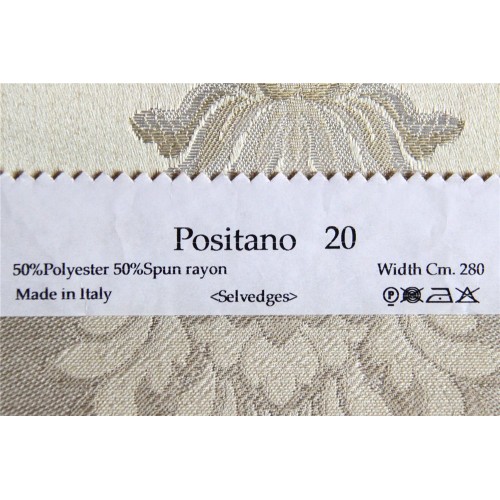 Positano 20
50%Polyester 50%Spun rayon Width Cm. 280
Made in Italy <Selvedges> P